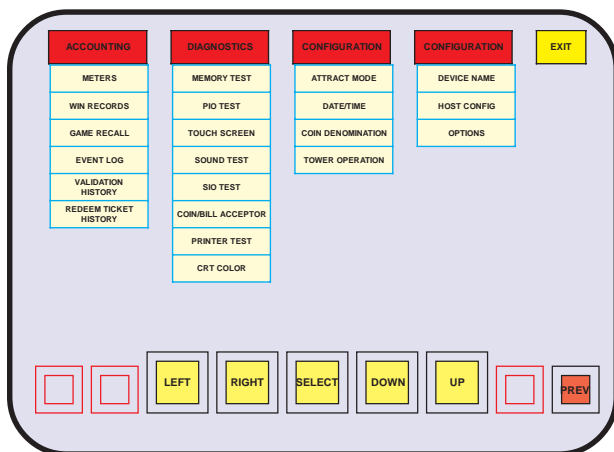 ACCOUNTING
METERS
WIN RECORDS
GAME RECALL
EVENT LOG
VALIDATION
HISTORY
REDEEM TICKET
HISTORY
DIAGNOSTICS
MEMORY TEST
PIO TEST
TOUCH SCREEN
SOUND TEST
SIO TEST
COIN/BILL ACCEPTOR
PRINTER TEST
CRT COLOR
CONFIGURATION
ATTRACT MODE
DATE/TIME
COIN DENOMINATION
TOWER OPERATION
CONFIGURATION
DEVICE NAME
HOST CONFIG
OPTIONS
EXIT
LEFT
RIGHT
SELECT
DOWN
UP
PREV